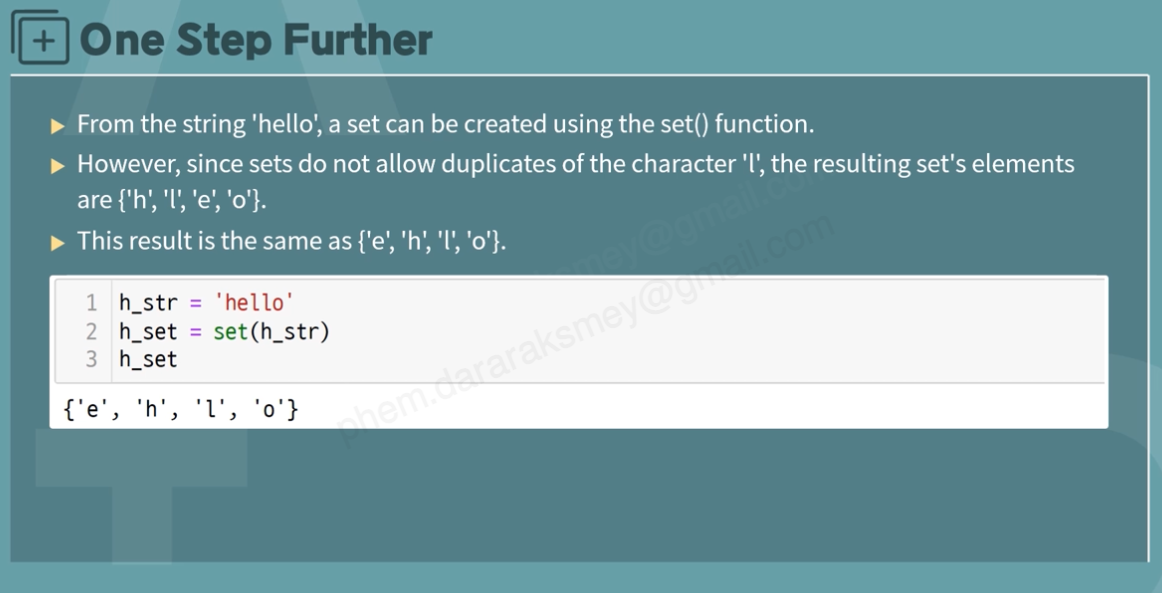 One Step Further
From the string 'hello', a set can be created using the set() function.
However, since sets do not allow duplicates of the character 'l', the resulting set's elements
are {'h', 'l', 'e', 'o'}.
This result is the same as {'e', 'h', 'l', 'o'}.
1 h_str = 'hello'
2 h_set = set(h_str)
3 h_set
{'e', 'h', 'l', 'o'}
phem.dararaksmey@gmail.com